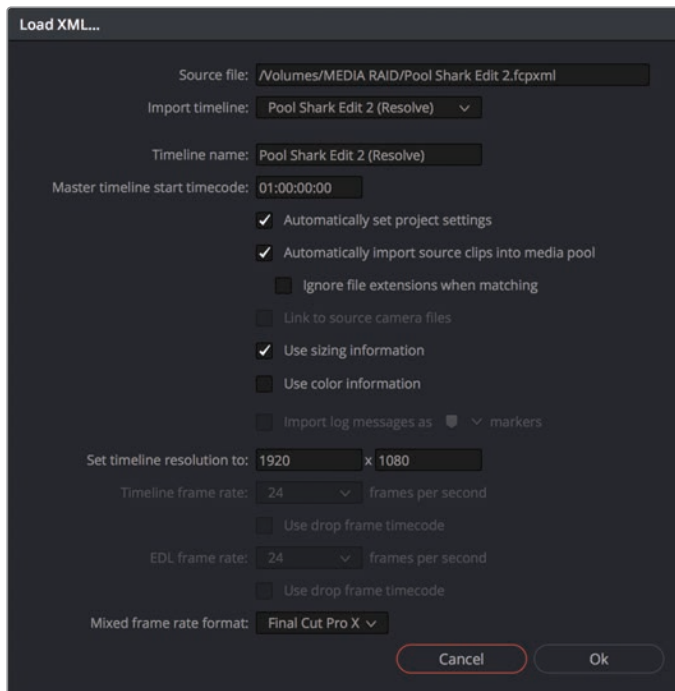 Load XML...
Source file: /Volumes/MEDIA RAID/Pool Shark Edit 2.fcpxml
Import timeline: Pool Shark Edit 2 (Resolve)
Timeline name: Pool Shark Edit 2 (Resolve)
Master timeline start timecode: 01:00:00:00
Automatically set project settings
Automatically import source clips into media pool
Ignore file extensions when matching
Link to source camera files
Use sizing information
Use color information
Import log messages as markers
Set timeline resolution to: 1920 x 1080
Timeline frame rate: 24 frames per second
Use drop frame timecode
EDL frame rate: 24 frames per second
Use drop frame timecode
Mixed frame rate format: Final Cut Pro X
Cancel Ok